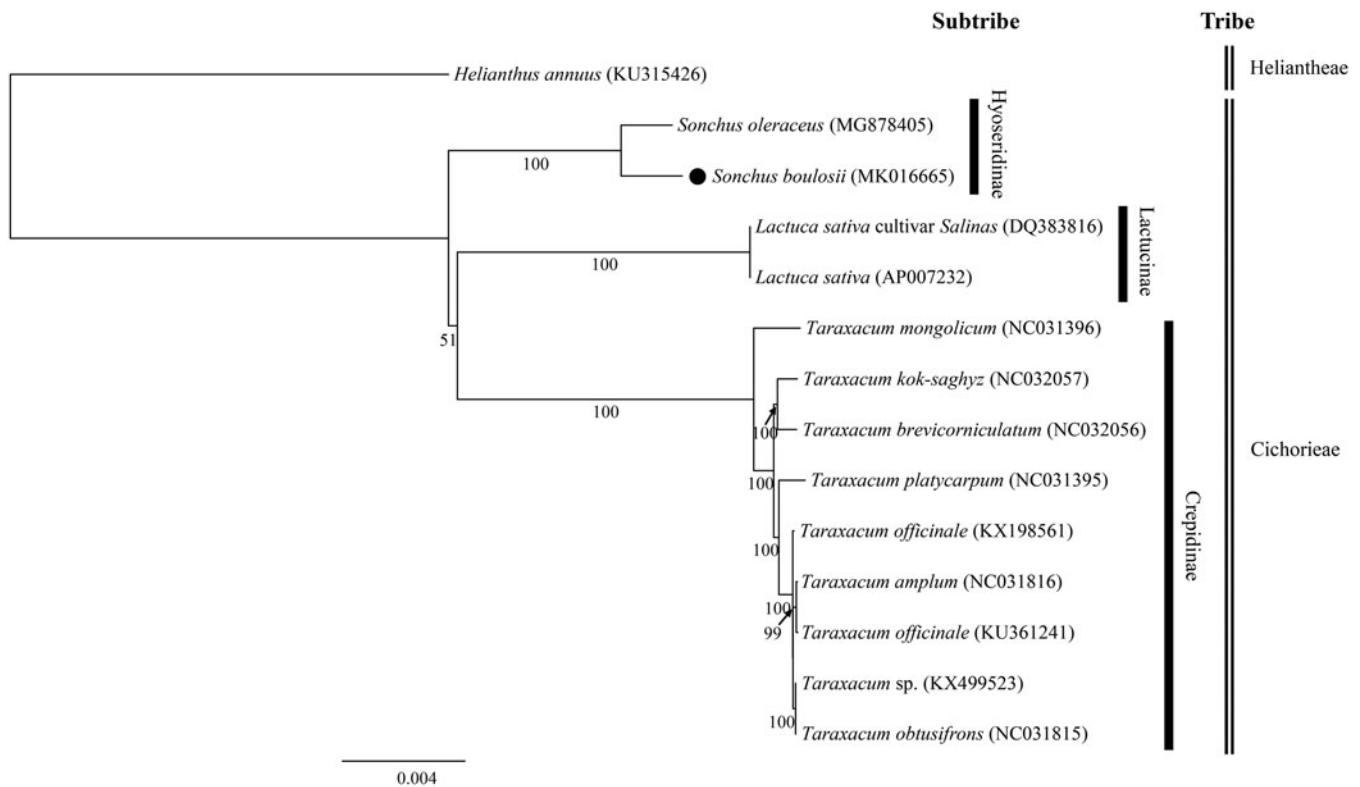 Subtribe Tribe
Helianthus annuus (KU315426)
Heliantheae
Sonchus oleraceus (MG878405)
Hyoseridinae
100
Sonchus boulosii (MK016665)
Lactuca sativa cultivar Salinas (DQ383816)
Lactucinae
100
Lactuca sativa (AP007232)
51
Taraxacum mongolicum (NC031396)
Taraxacum kok-saghyz (NC032057)
100
100
Taraxacum brevicorniculatum (NC032056)
Cichorieae
100
Taraxacum platycarpum (NC031395)
Crepidinae
Taraxacum officinale (KX198561)
100
Taraxacum amplum (NC031816)
100
99
Taraxacum officinale (KU361241)
Taraxacum sp. (KX499523)
100
Taraxacum obtusifrons (NC031815)
0.004